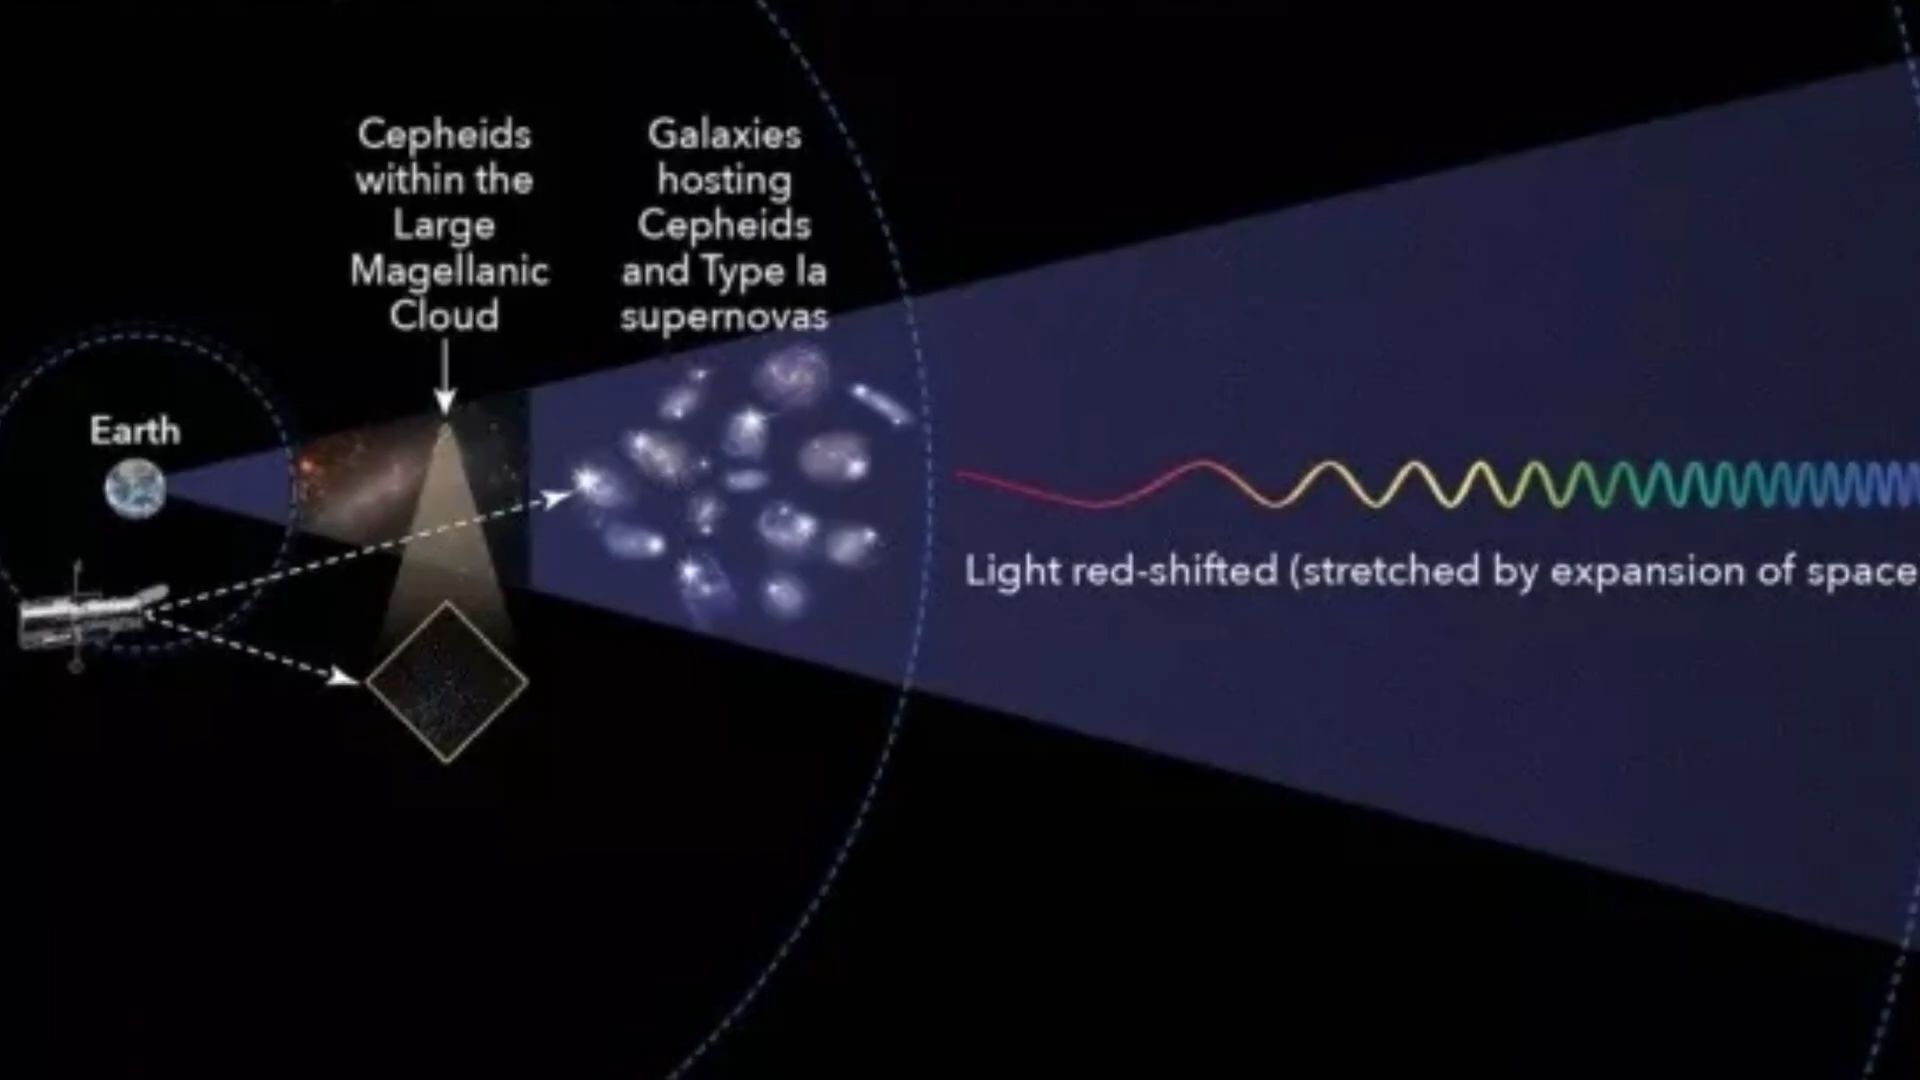 Cepheids
within the
Large
Magellanic
Cloud
Galaxies
hosting
Cepheids
and Type Ia
supernovas
Earth
Light red-shifted (stretched by expansion of space